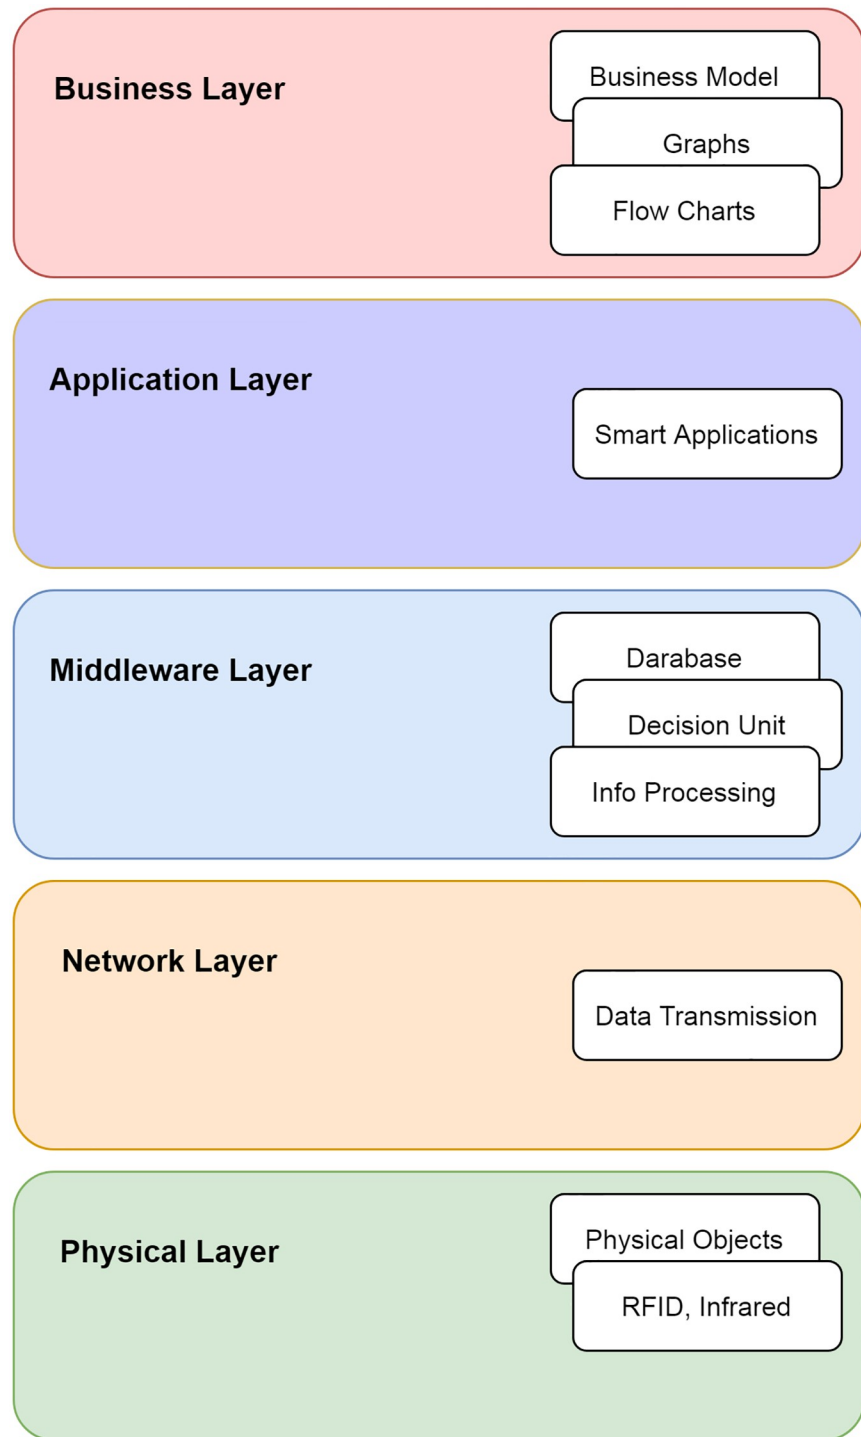 Business Layer
Business Model
Graphs
Flow Charts
Application Layer
Smart Applications
Middleware Layer
Darabase
Decision Unit
Info Processing
Network Layer
Data Transmission
Physical Layer
Physical Objects
RFID, Infrared